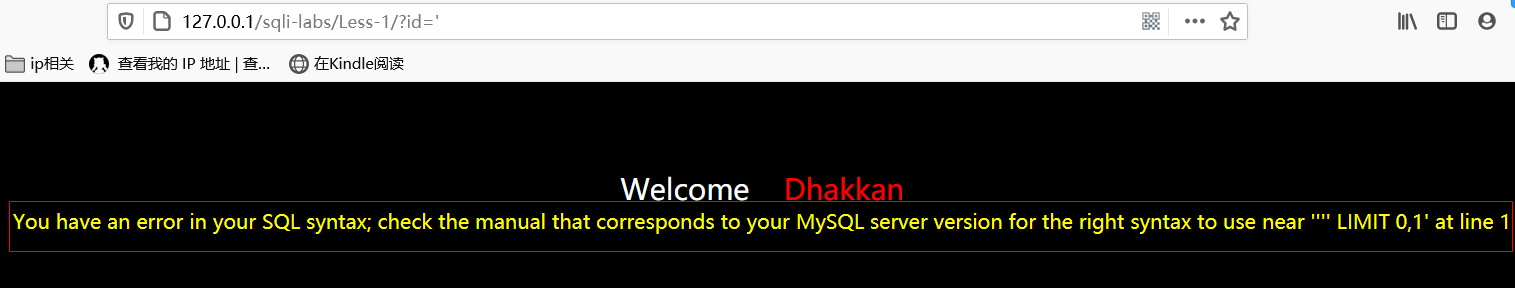 127.0.0.1/sqli-labs/Less-1/?id='
ip相关 查看我的 IP 地址 | 查... 在Kindle阅读
Welcome Dhakkan
You have an error in your SQL syntax; check the manual that corresponds to your MySQL server version for the right syntax to use near '''' LIMIT 0,1' at line 1